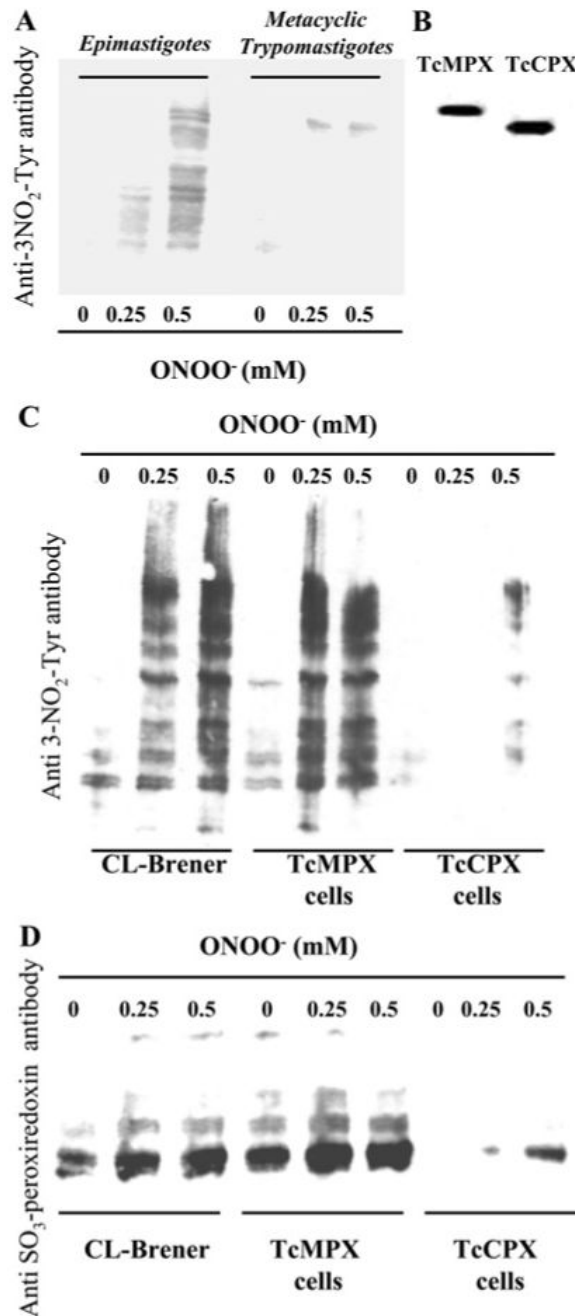 A
Epimastigotes
Metacyclic
Trypomastigotes
B
TcMPX TcCPX
Anti-3NO₂-Tyr antibody
0 0.25 0.5 0 0.25 0.5
ONOO⁻ (mM)
C
ONOO⁻ (mM)
0 0.25 0.5 0 0.25 0.5 0 0.25 0.5
Anti 3-NO₂-Tyr antibody
CL-Brener TcMPX TcCPX
cells cells
D
ONOO⁻ (mM)
0 0.25 0.5 0 0.25 0.5 0 0.25 0.5
Anti SO₃-peroxiredoxin antibody
CL-Brener TcMPX TcCPX
cells cells